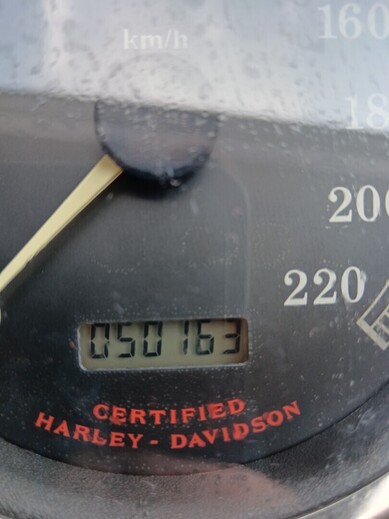 km/h
160
200
220
050163
CERTIFIED
HARLEY - DAVIDSON